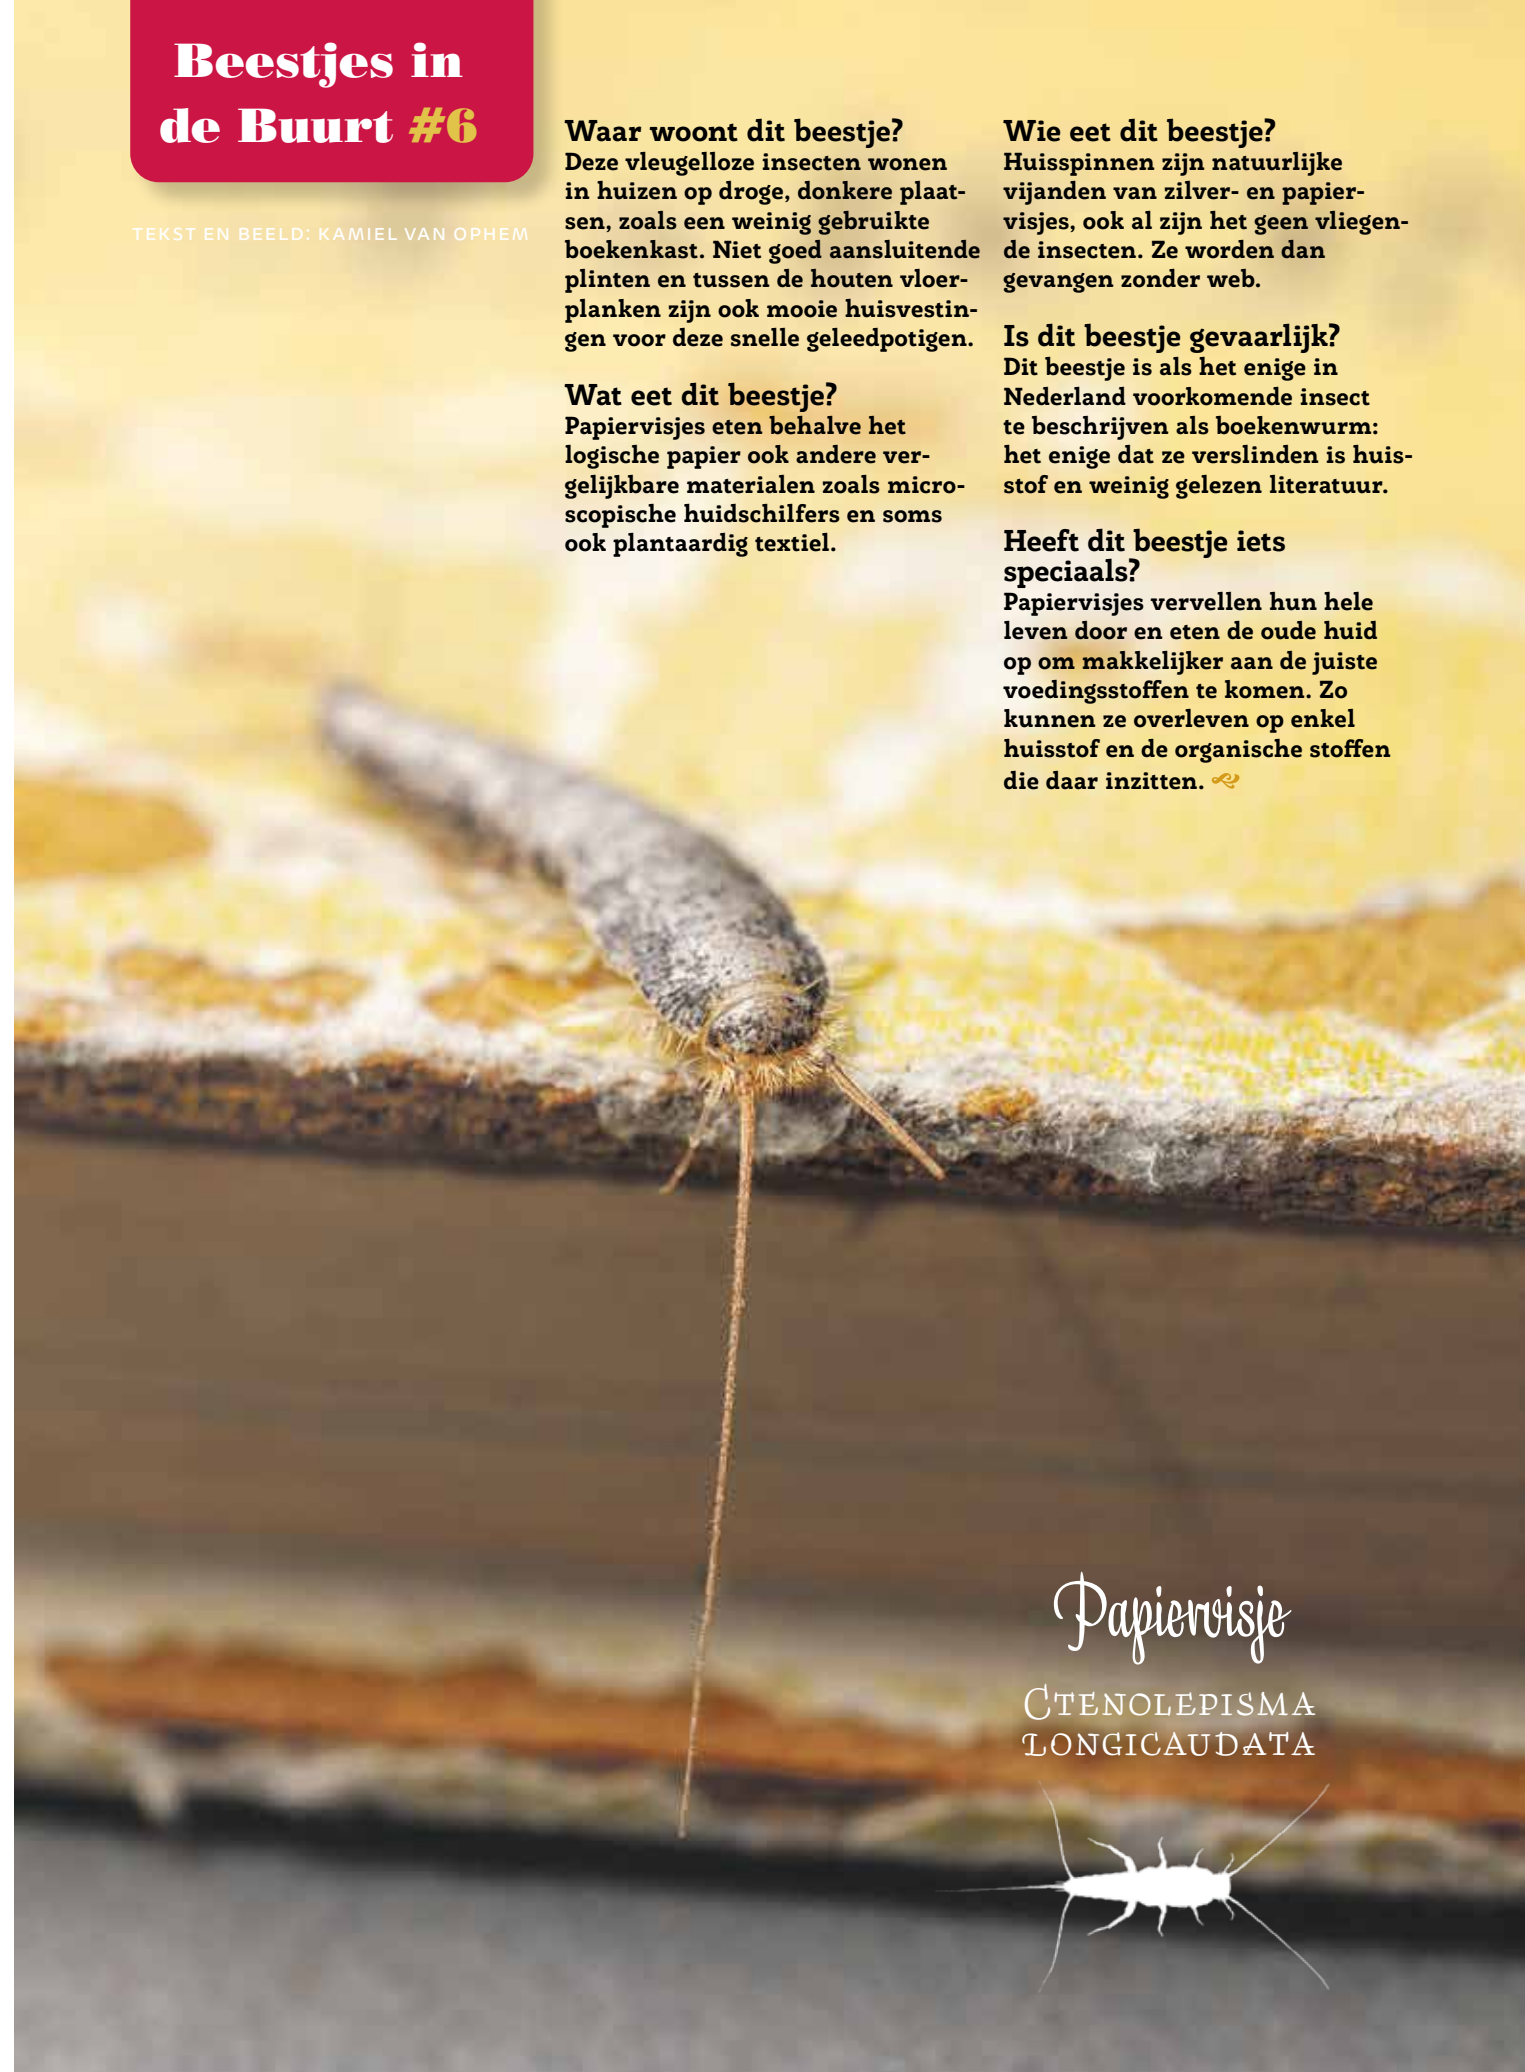 Beestjes in
de Buurt #6
TEKST EN BEELD: KAMIEL VAN OPHEM
Waar woont dit beestje?
Deze vleugelloze insecten wonen
in huizen op droge, donkere plaat-
sen, zoals een weinig gebruikte
boekenkast. Niet goed aansluitende
plinten en tussen de houten vloer-
planken zijn ook mooie huisvestin-
gen voor deze snelle geleedpotigen.
Wat eet dit beestje?
Papiervisjes eten behalve het
logische papier ook andere ver-
gelijkbare materialen zoals micro-
scopische huidschilfers en soms
ook plantaardig textiel.
Wie eet dit beestje?
Huisspinnen zijn natuurlijke
vijanden van zilver- en papier-
visjes, ook al zijn het geen vliegen-
de insecten. Ze worden dan
gevangen zonder web.
Is dit beestje gevaarlijk?
Dit beestje is als het enige in
Nederland voorkomende insect
te beschrijven als boekenwurm:
het enige dat ze verslinden is huis-
stof en weinig gelezen literatuur.
Heeft dit beestje iets
speciaals?
Papiervisjes vervellen hun hele
leven door en eten de oude huid
op om makkelijker aan de juiste
voedingsstoffen te komen. Zo
kunnen ze overleven op enkel
huisstof en de organische stoffen
die daar inzitten.
Papiervisje
CTENOLEPISMA
LONGICAUDATA